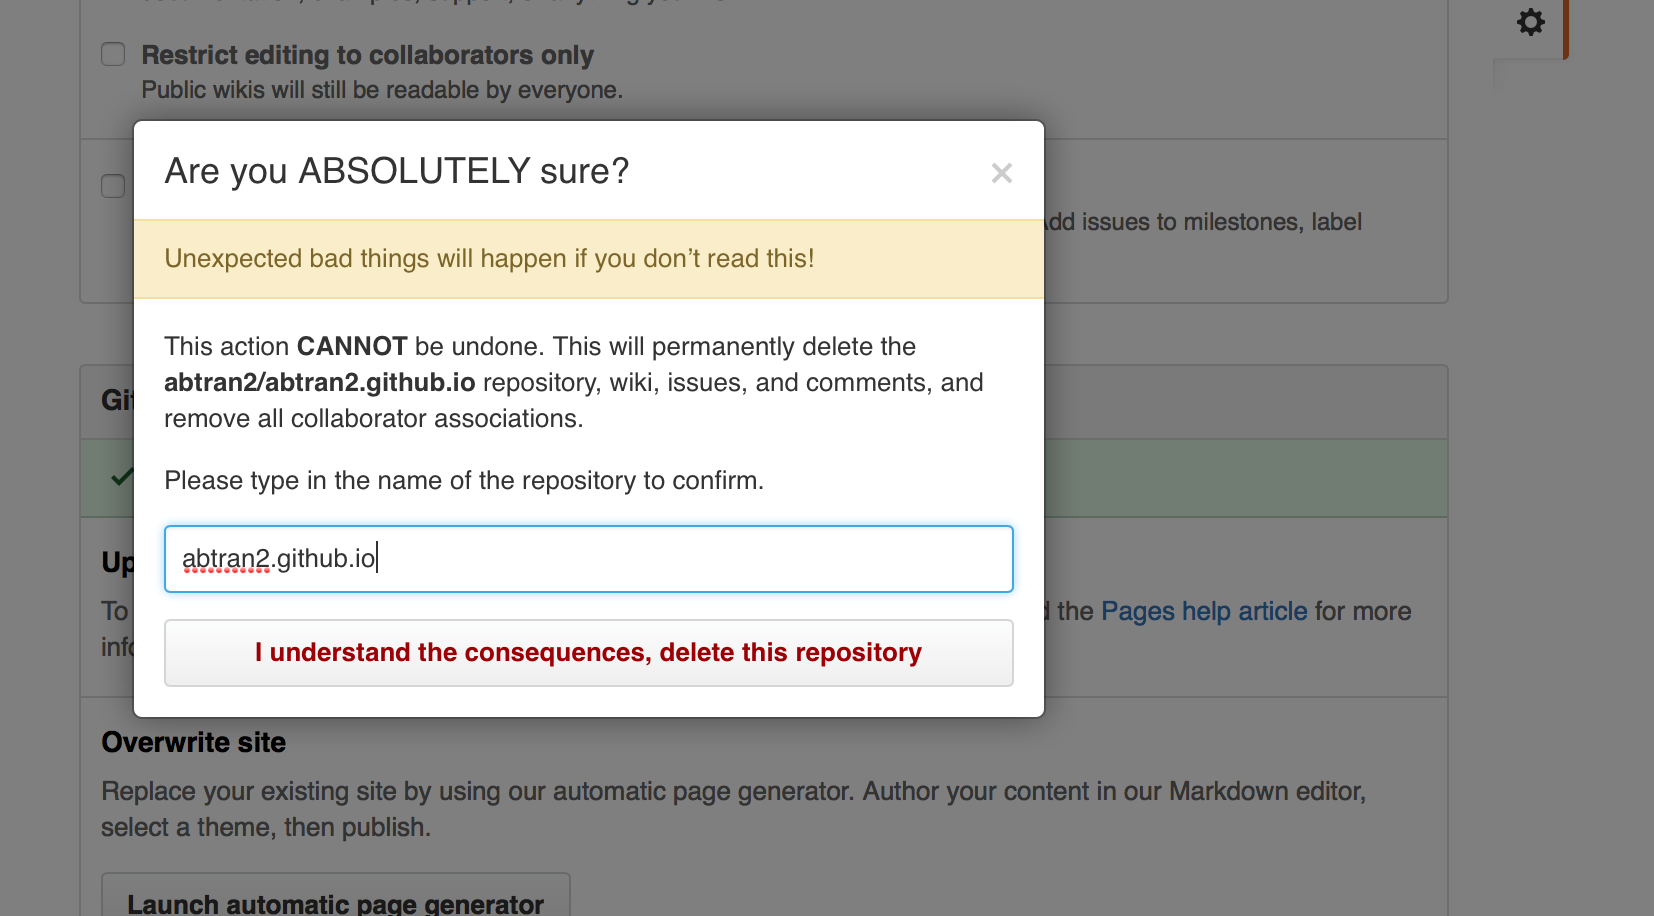 Restrict editing to collaborators only
Public wikis will still be readable by everyone.
Are you ABSOLUTELY sure?
×
dd issues to milestones, label
Unexpected bad things will happen if you don’t read this!
This action CANNOT be undone. This will permanently delete the
abtran2/abtran2.github.io repository, wiki, issues, and comments, and
remove all collaborator associations.
Git
Please type in the name of the repository to confirm.
abtran2.github.io
Up
To
the Pages help article for more
info
I understand the consequences, delete this repository
Overwrite site
Replace your existing site by using our automatic page generator. Author your content in our Markdown editor,
select a theme, then publish.
Launch automatic page generator